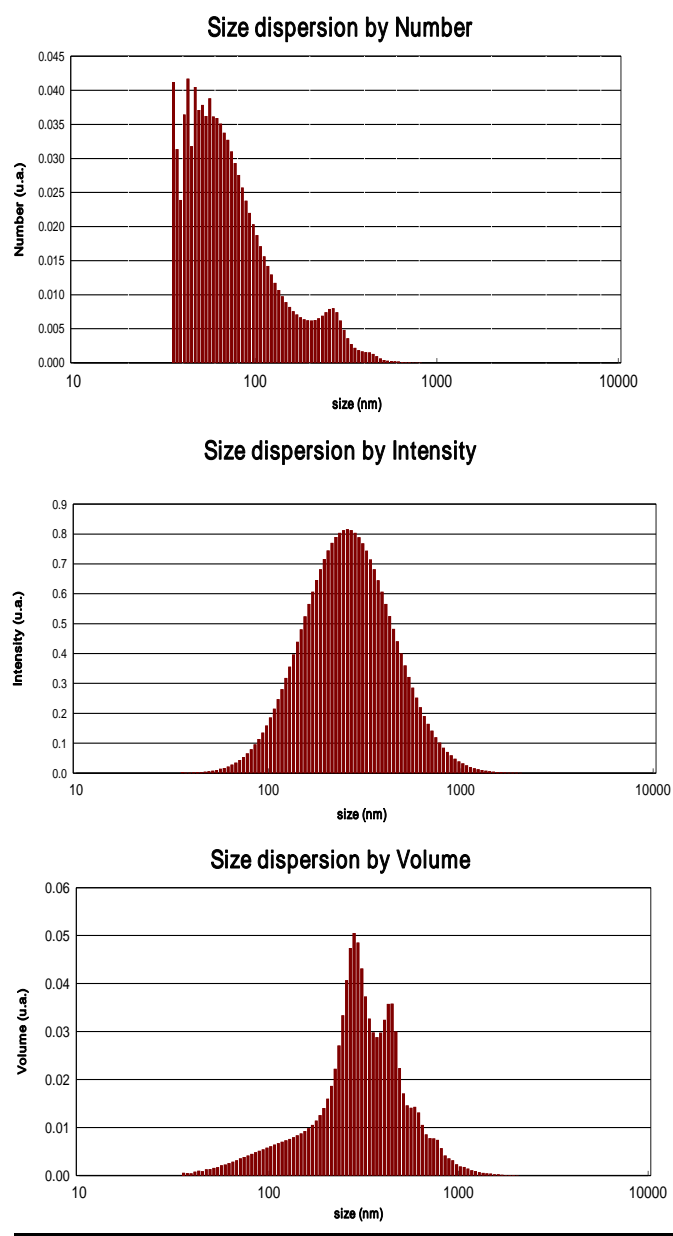 Size dispersion by Number
0.045
0.040
0.035
0.030
0.025
0.020
0.015
0.010
0.005
0.000
Number (u.a.)
10 100 1000 10000
size (nm)
Size dispersion by Intensity
0.9
0.8
0.7
0.6
0.5
0.4
0.3
0.2
0.1
0.0
Intensity (u.a.)
10 100 1000 10000
size (nm)
Size dispersion by Volume
0.06
0.05
0.04
0.03
0.02
0.01
0.00
Volume (u.a.)
10 100 1000 10000
size (nm)